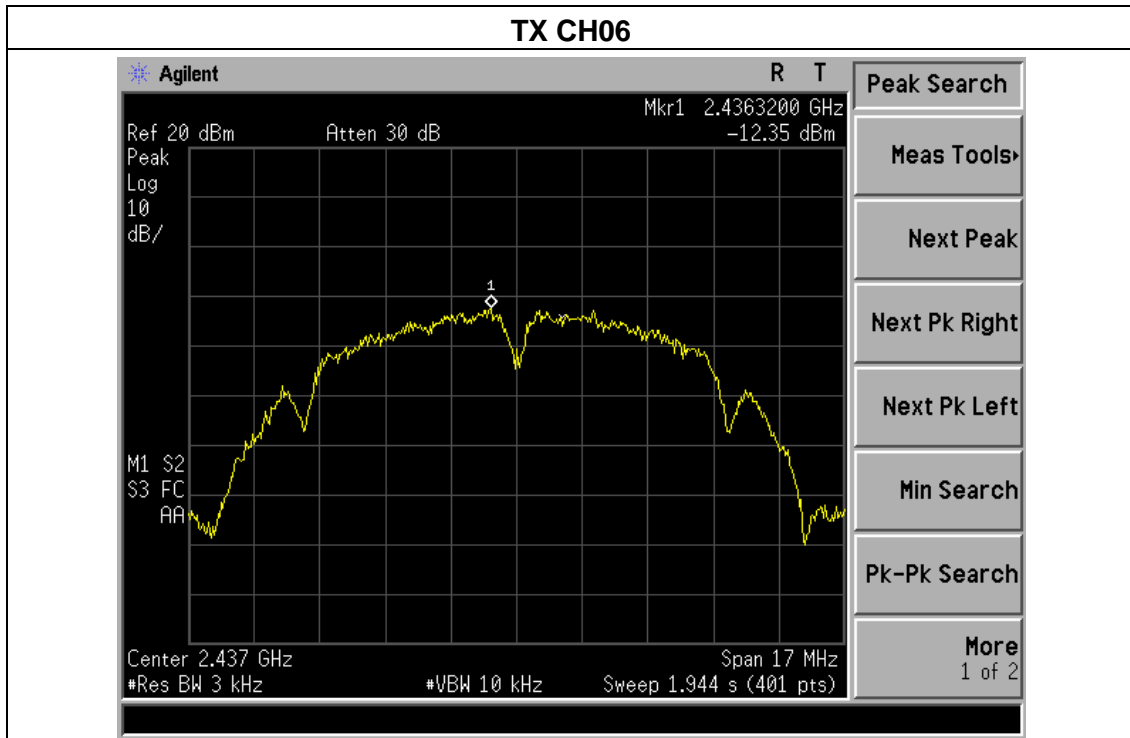 TX CH06
Agilent R T
Peak Search
Mkr1 2.4363200 GHz
Ref 20 dBm Atten 30 dB -12.35 dBm
Peak
Log
10
dB/
1
M1 S2
S3 FC
AA
Center 2.437 GHz Span 17 MHz
#Res BW 3 kHz #VBW 10 kHz Sweep 1.944 s (401 pts)
Meas Tools
Next Peak
Next Pk Right
Next Pk Left
Min Search
Pk-Pk Search
More
1 of 2